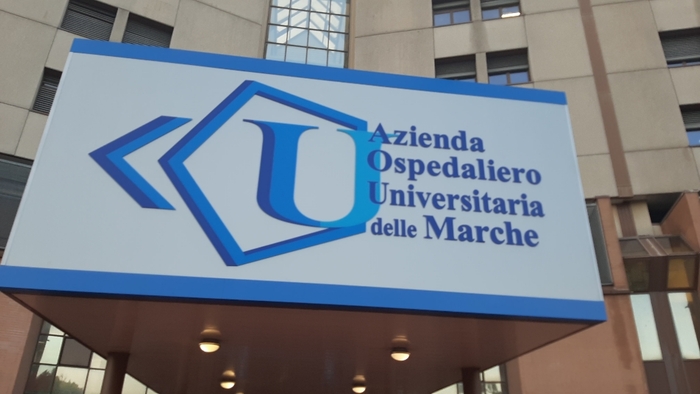 U
Azienda
Ospedaliero
Universitaria
delle Marche